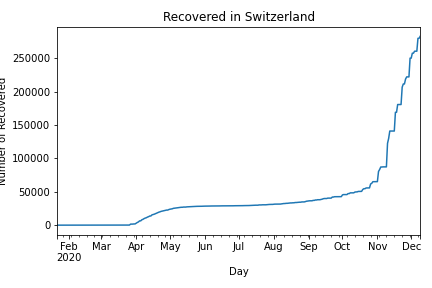 Recovered in Switzerland
Number of Recovered
250000
200000
150000
100000
50000
0
Feb Mar Apr May Jun Jul Aug Sep Oct Nov Dec
2020
Day